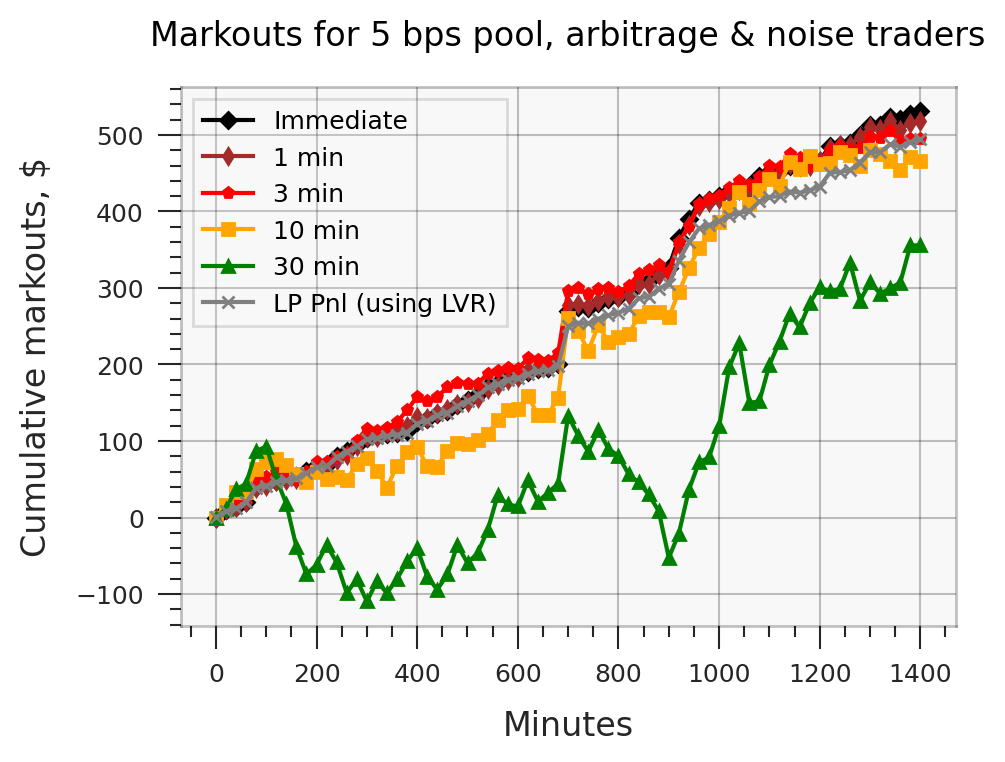 Markouts for 5 bps pool, arbitrage & noise traders
Cumulative markouts, $
500
400
300
200
100
0
−100
Immediate
1 min
3 min
10 min
30 min
LP Pnl (using LVR)
0 200 400 600 800 1000 1200 1400
Minutes